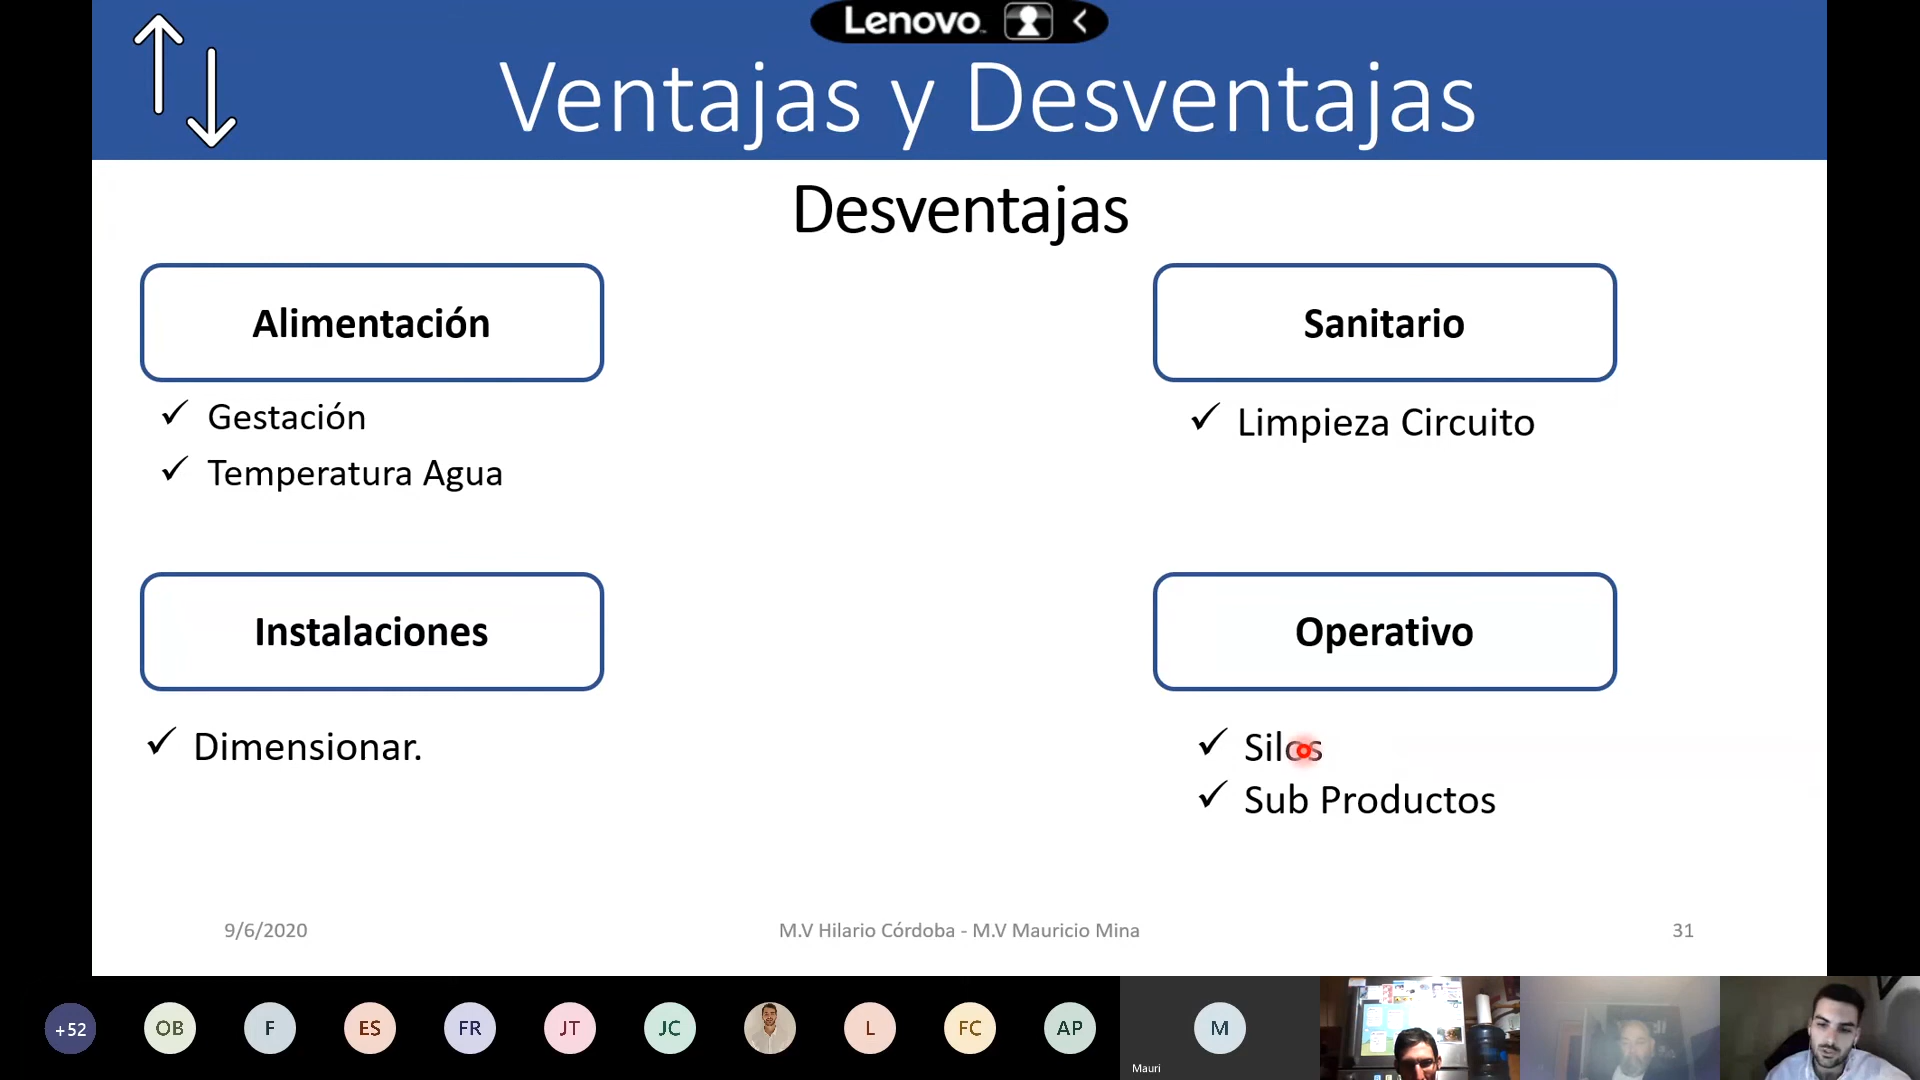 Lenovo
Ventajas y Desventajas
Desventajas
Alimentación
Gestación
Temperatura Agua
Sanitario
Limpieza Circuito
Instalaciones
Dimensionar.
Operativo
Silos
Sub Productos
9/6/2020
M.V Hilario Córdoba - M.V Mauricio Mina
31
+52
OB
F
ES
FR
JT
JC
L
FC
AP
M
Mauri